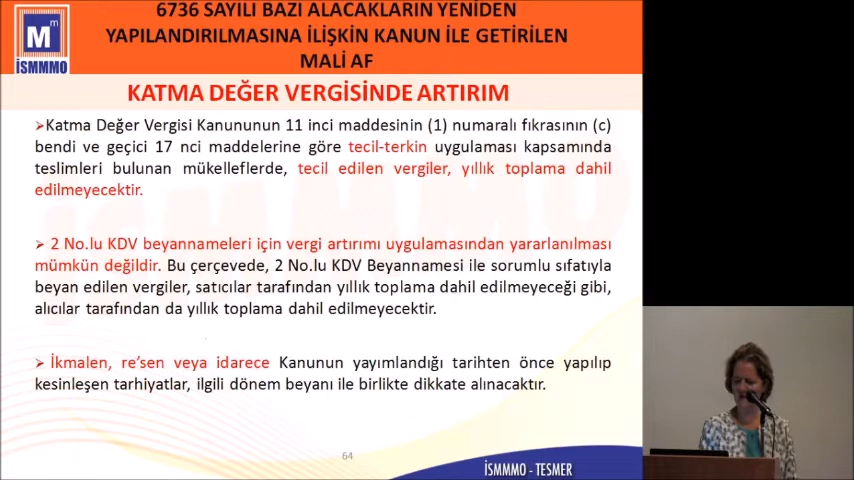 6736 SAYILI BAZI ALACAKLARIN YENİDEN
YAPILANDIRILMASINA İLİŞKİN KANUN İLE GETİRİLEN
MALİ AF
Mm
İSMMMO
KATMA DEĞER VERGİSİNDE ARTIRIM
➢Katma Değer Vergisi Kanununun 11 inci maddesinin (1) numaralı fıkrasının (c)
bendi ve geçici 17 nci maddelerine göre tecil-terkin uygulaması kapsamında
teslimleri bulunan mükelleflerde, tecil edilen vergiler, yıllık toplama dahil
edilmeyecektir.
➢ 2 No.lu KDV beyannameleri için vergi artırımı uygulamasından yararlanılması
mümkün değildir. Bu çerçevede, 2 No.lu KDV Beyannamesi ile sorumlu sıfatıyla
beyan edilen vergiler, satıcılar tarafından yıllık toplama dahil edilmeyeceği gibi,
alıcılar tarafından da yıllık toplama dahil edilmeyecektir.
➢ İkmalen, re’sen veya idarece Kanunun yayımlandığı tarihten önce yapılıp
kesinleşen tarhiyatlar, ilgili dönem beyanı ile birlikte dikkate alınacaktır.
64
İSMMMO - TESMER